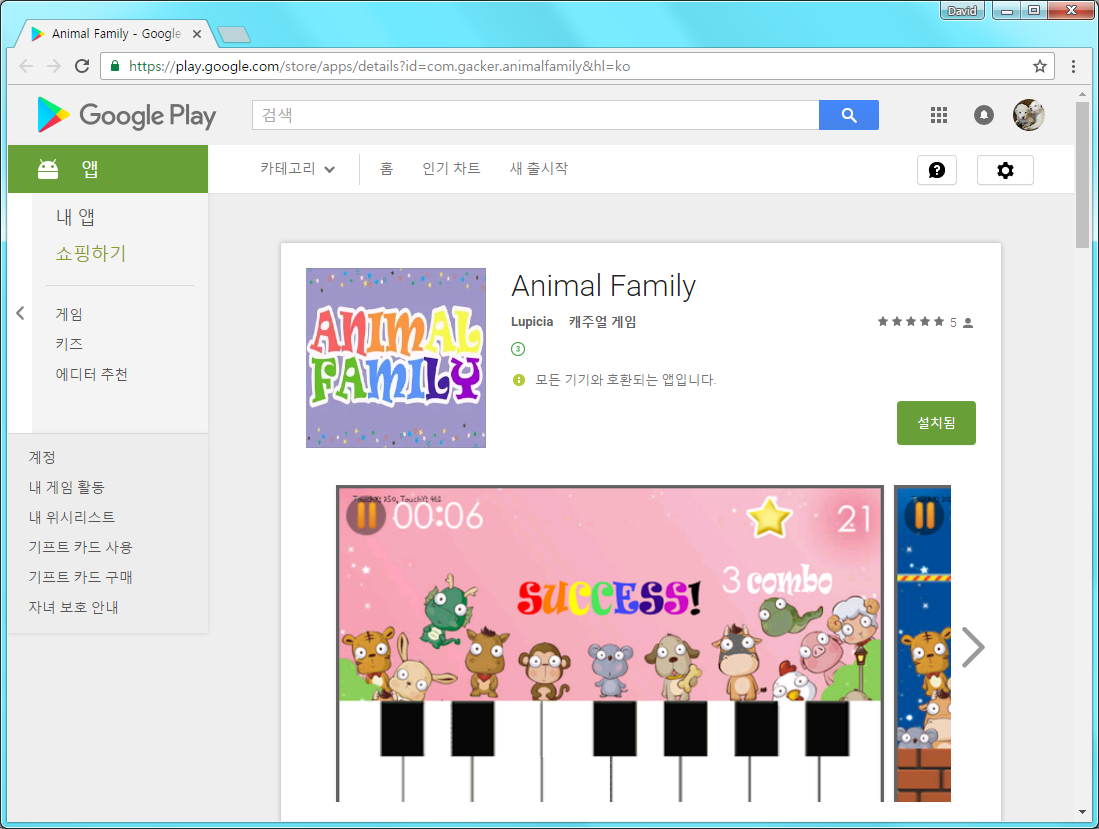 David
Animal Family - Google
https://play.google.com/store/apps/details?id=com.gacker.animalfamily&hl=ko
Google Play
검색
앱
카테고리 홈 인기 차트 새 출시작
내 앱
쇼핑하기
게임
키즈
에디터 추천
계정
내 게임 활동
내 위시리스트
기프트 카드 사용
기프트 카드 구매
자녀 보호 안내
ANIMAL
FAMILY
Animal Family
Lupicia 캐주얼 게임
5
3
모든 기기와 호환되는 앱입니다.
설치됨
00:06
21
3 combo
SUCCESS!